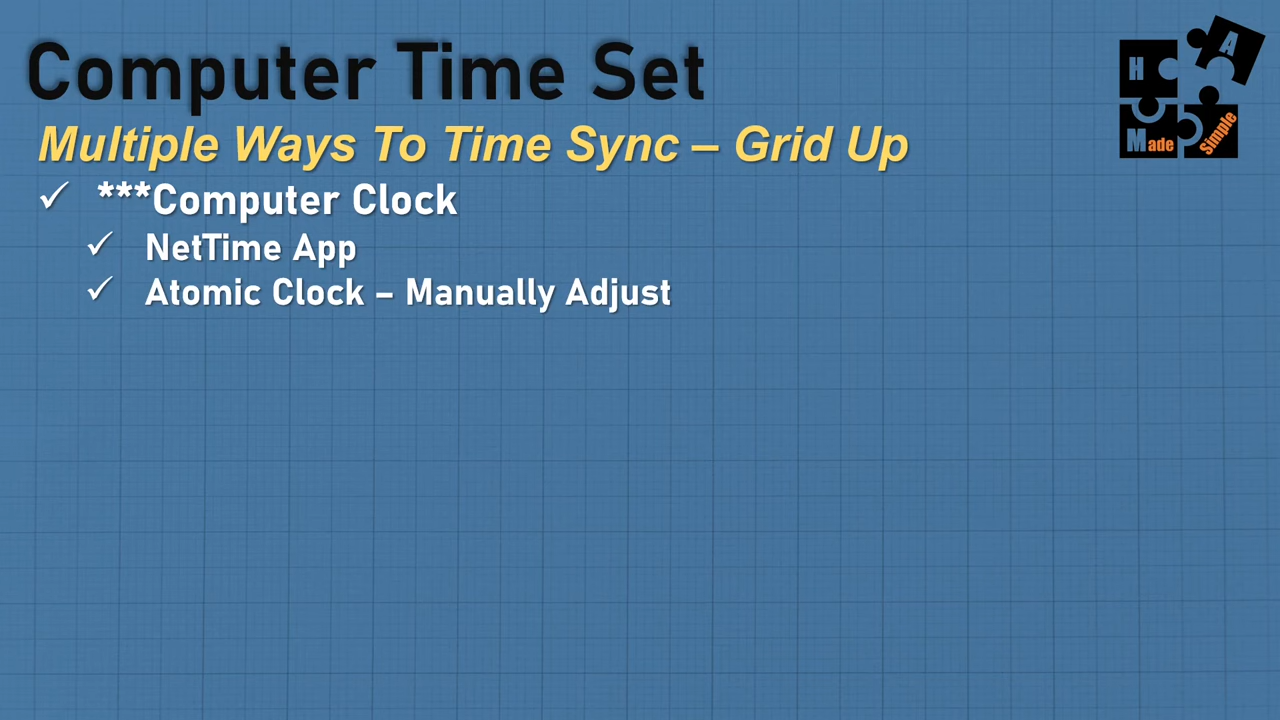 Computer Time Set
Multiple Ways To Time Sync – Grid Up
✓ ***Computer Clock
✓ NetTime App
✓ Atomic Clock – Manually Adjust
H
A
Made
Simple